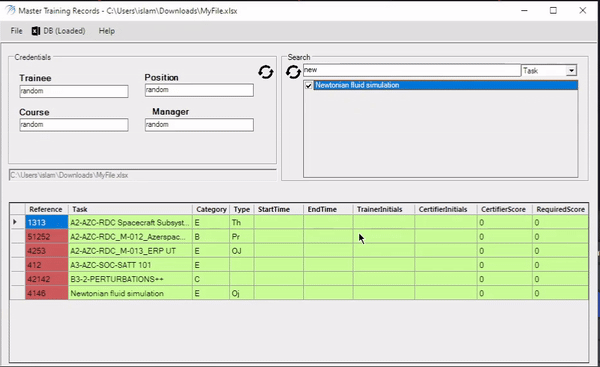 Master Training Records - C:\Users\islam\Downloads\MyFile.xlsx
File DB (Loaded) Help
Credentials
Trainee
random
Position
random
Course
random
Manager
random
Search
new Task
Newtonian fluid simulation
C:\Users\islam\Downloads\MyFile.xlsx
Reference Task Category Type StartTime EndTime TrainerInitials CertifierInitials CertifierScore RequiredScore
1313 A2-AZC-RDC Spacecraft Subsyst... E Th 0 0
51252 A2-AZC-RDC_M-012_Azerspac... B Pr 0 0
4253 A2-AZC-RDC_M-013_ERP UT E OJ 0 0
412 A3-AZC-SOC-SATT 101 E 0 0
42142 B3-2-PERTURBATIONS++ C 0 0
4146 Newtonian fluid simulation E Oj 0 0